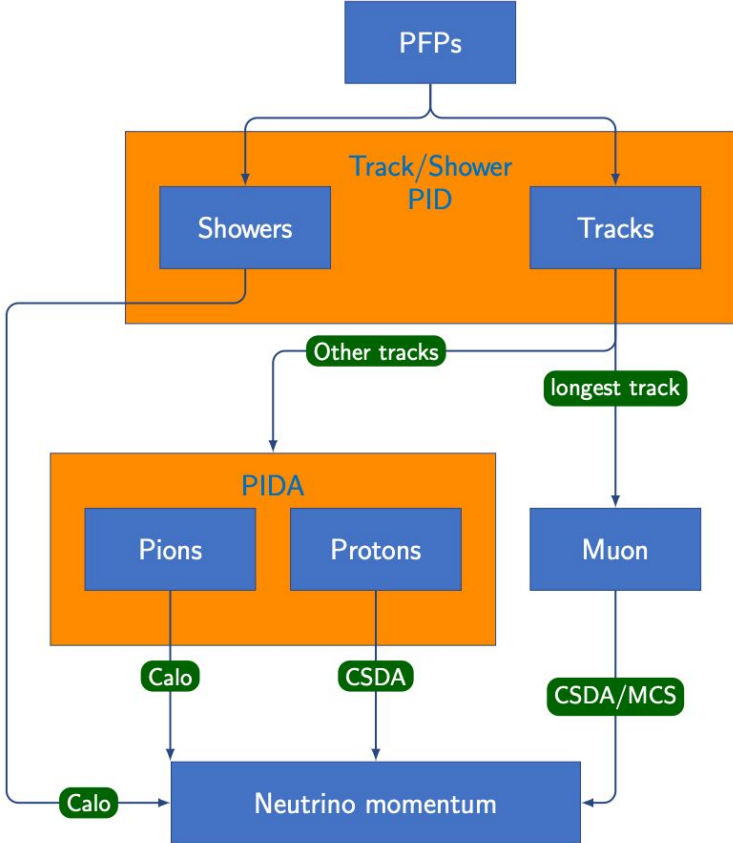 PFPs
Track/Shower
PID
Showers
Tracks
Other tracks
longest track
PIDA
Pions
Protons
Muon
Calo
CSDA
CSDA/MCS
Calo
Neutrino momentum